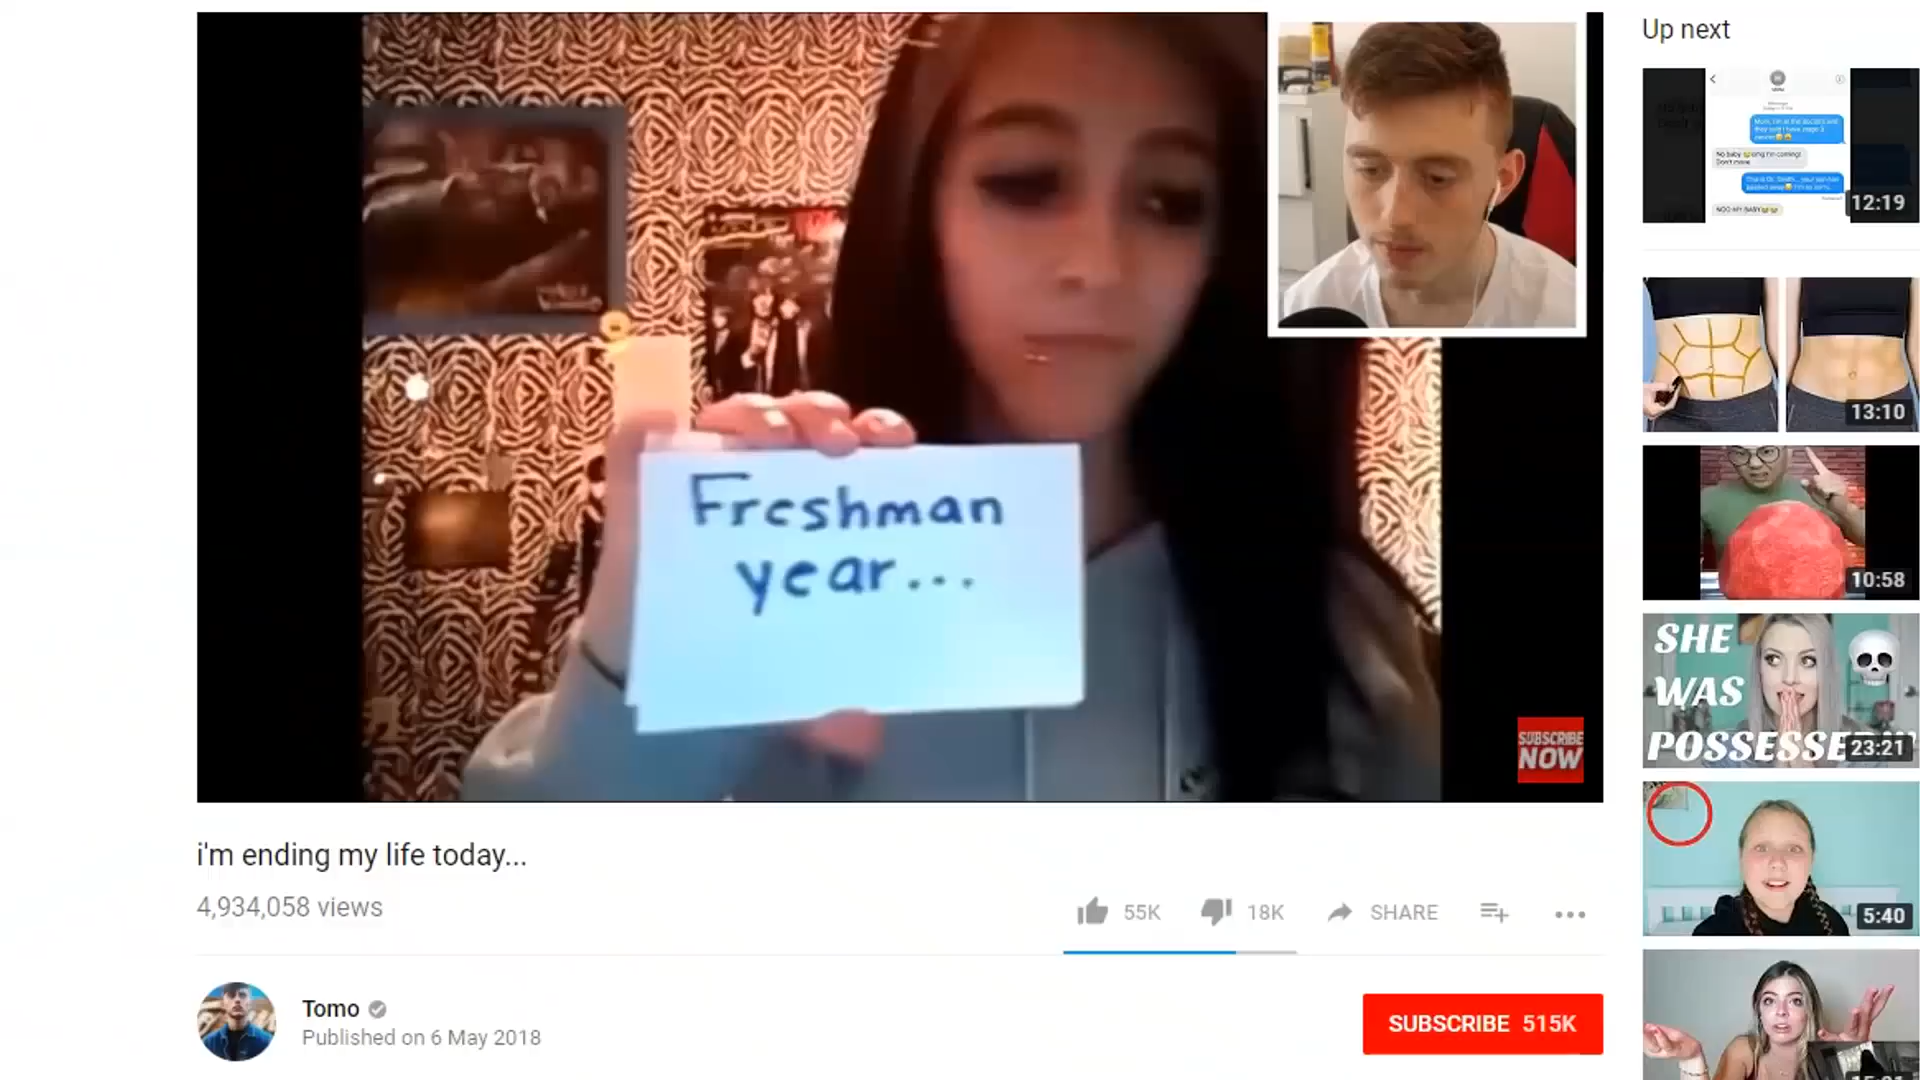 Up next
12:19
Freshman
year...
13:10
10:58
SHE
WAS
23:21
SUBSCRIBE
NOW
i'm ending my life today...
4,934,058 views
55K
18K
SHARE
5:40
Tomo
Published on 6 May 2018
SUBSCRIBE 515K